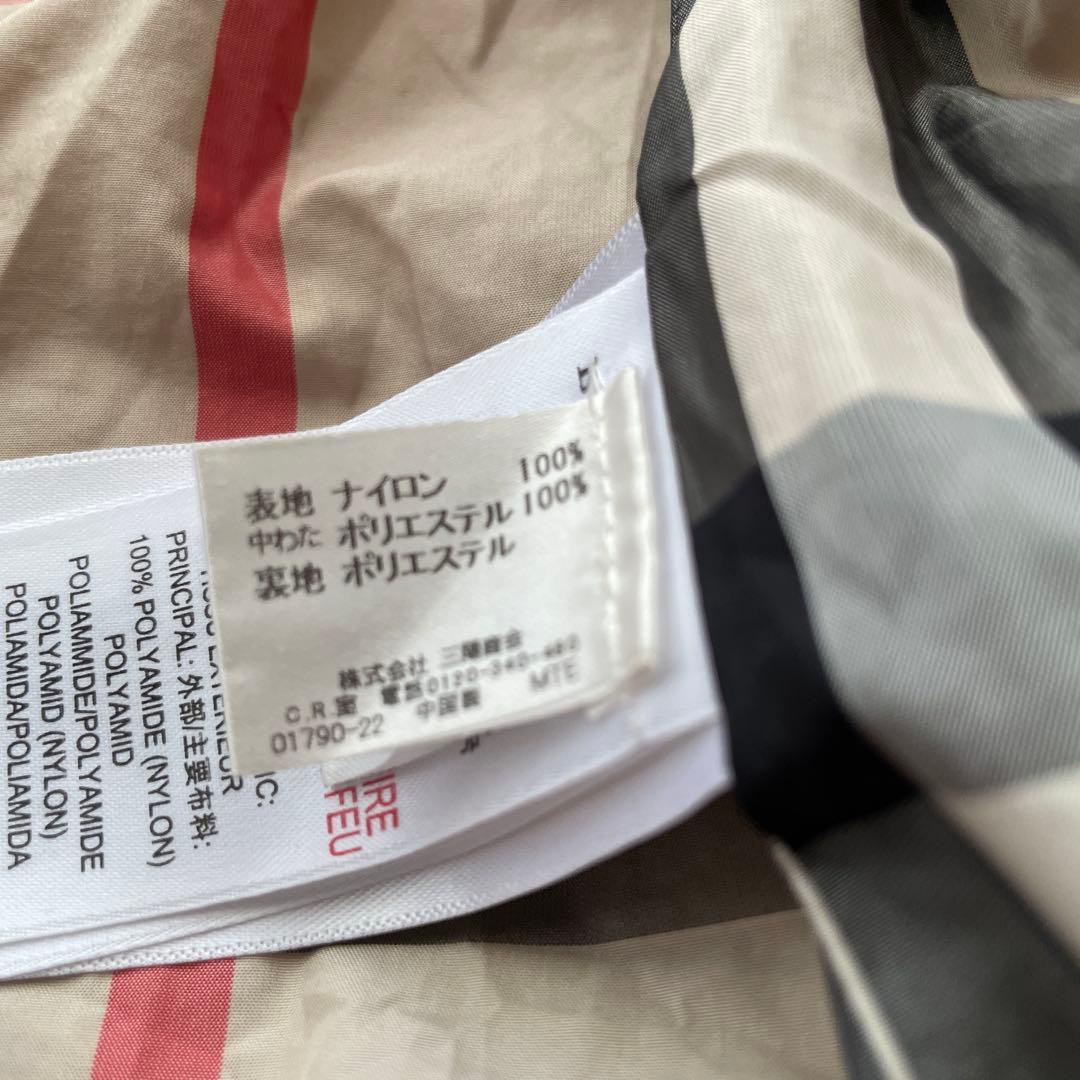 表地 ナイロン 100%
中わた ポリエステル 100%
裏地 ポリエステル
株式会社 三陽商会
C.R.室 電話0120-340-460
01790-22 中国製 MTE
PRINCIPAL: 外部/主要布料:
100% POLYAMIDE (NYLON)
POLYAMID
POLIAMMIDE/POLYAMIDE
POLYAMID (NYLON)
POLIAMIDA/POLIAMIDA
IRE
FEU